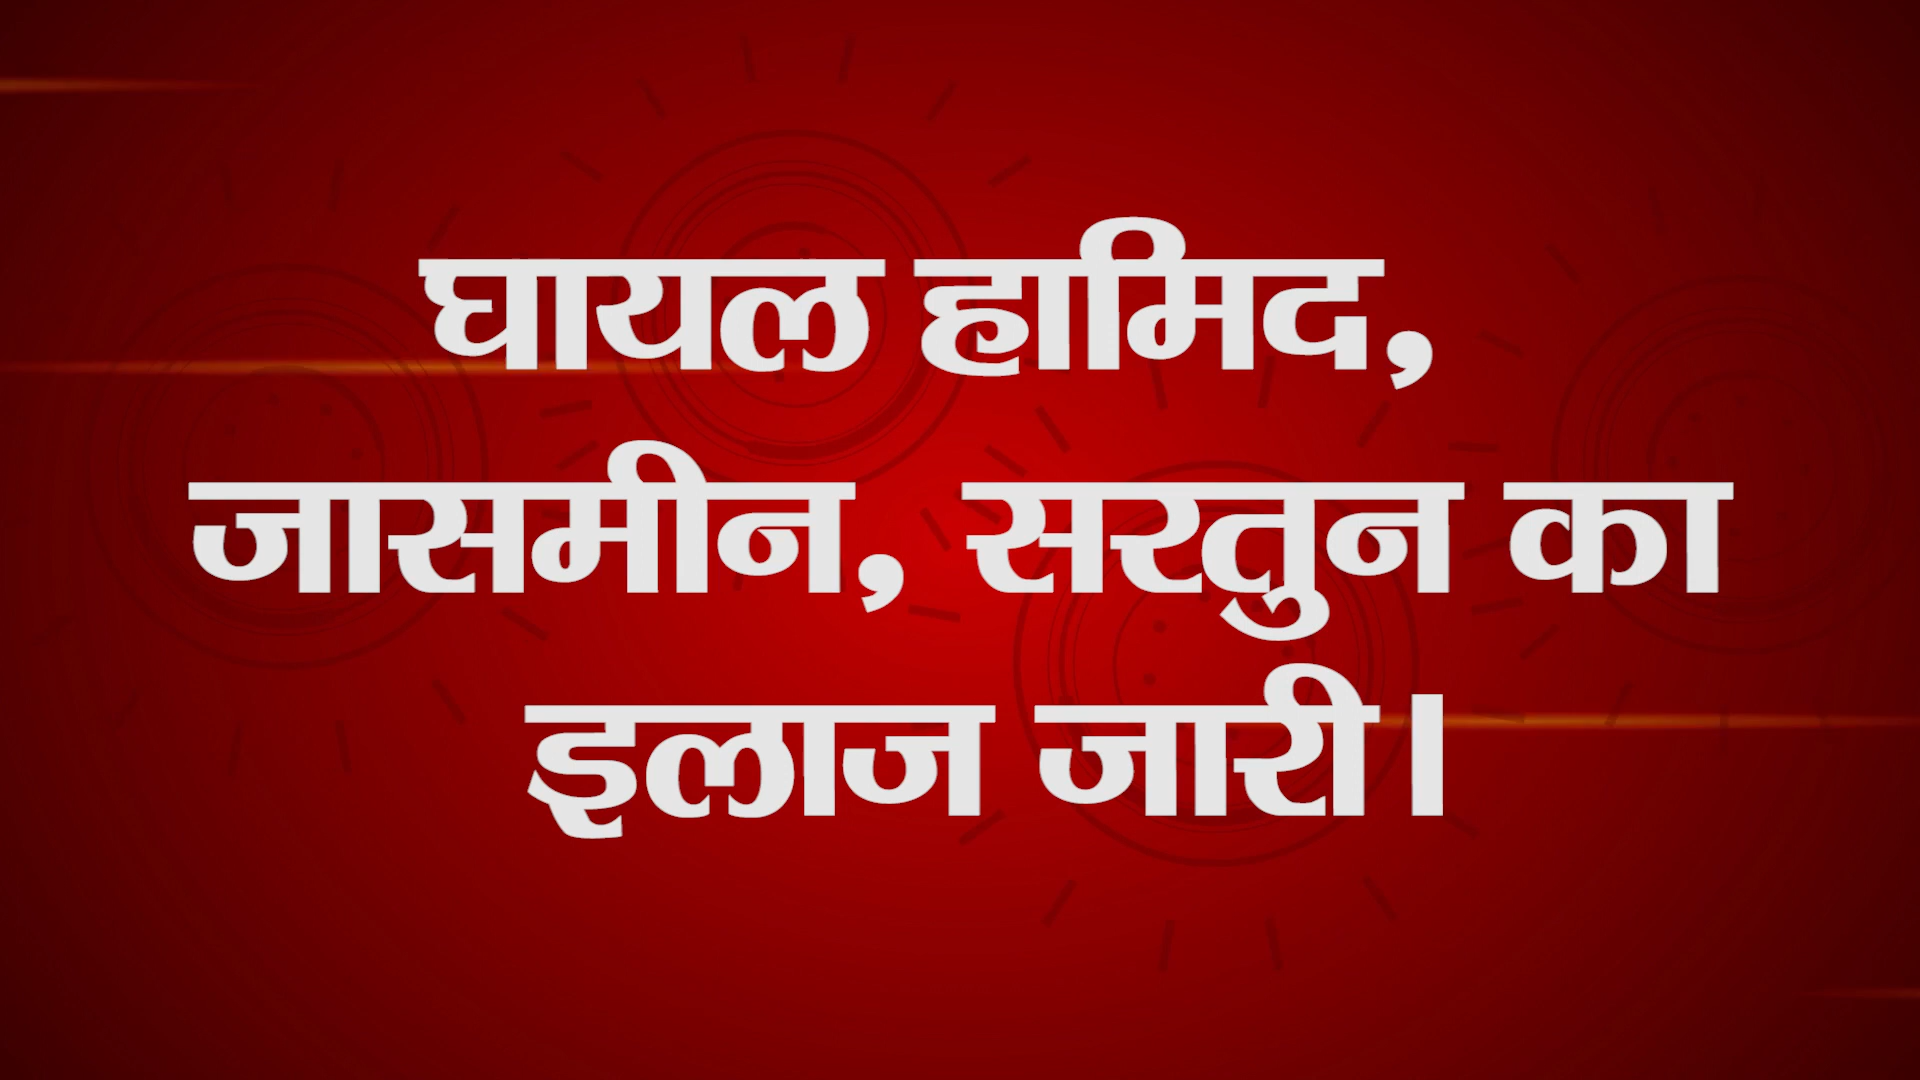 घायल हामिद,
जासमीन, सरतुन का
इलाज जारी।